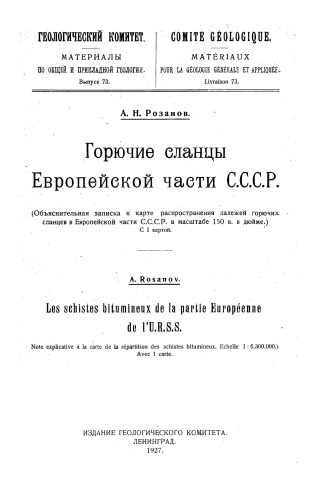 ГЕОЛОГИЧЕСКИЙ КОМИТЕТ.
МАТЕРИАЛЫ
ПО ОБЩЕЙ И ПРИКЛАДНОЙ ГЕОЛОГИИ.
Выпуск 73.
COMITÉ GÉOLOGIQUE.
MATÉRIAUX
POUR LA GÉOLOGIE GÉNÉRALE ET APPLIQUÉE.
Livraison 73.
А. Н. Розанов.
Горючие сланцы
Европейской части С.С.С.Р.
(Объяснительная записка к карте распространения залежей горючих
сланцев в Европейской части С.С.С.Р. в масштабе 150 в. в дюйме.)
С 1 картой.
A. Rosanov.
Les schistes bitumineux de la partie Européenne
de l'U.R.S.S.
Note explicative à la carte de la répartition des schistes bitumineux. Echelle 1 : 6.300.000.)
Avec 1 carte.
ИЗДАНИЕ ГЕОЛОГИЧЕСКОГО КОМИТЕТА.
ЛЕНИНГРАД.
1927.